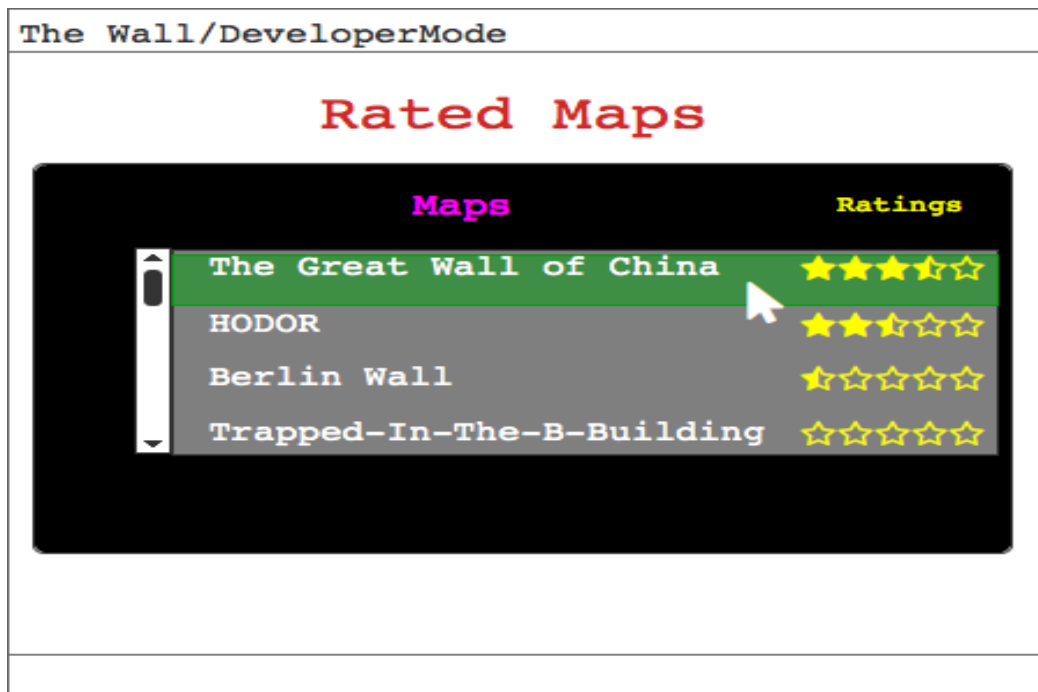 The Wall/DeveloperMode
Rated Maps
Maps Ratings
The Great Wall of China
HODOR
Berlin Wall
Trapped-In-The-B-Building